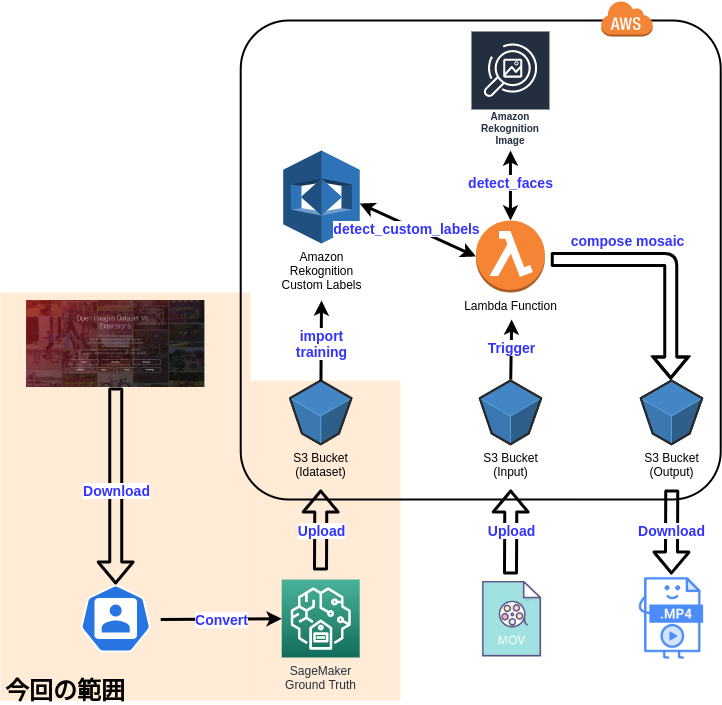 AWS
Amazon
Rekognition
Image
detect_faces
detect_custom_labels
compose mosaic
Amazon
Rekognition
Custom Labels
Lambda Function
Open Images Dataset V6
Extensions
import
training
Trigger
S3 Bucket
(Idataset)
S3 Bucket
(Input)
S3 Bucket
(Output)
Download
Upload
Upload
Download
Convert
SageMaker
Ground Truth
MOV
.MP4
今回の範囲